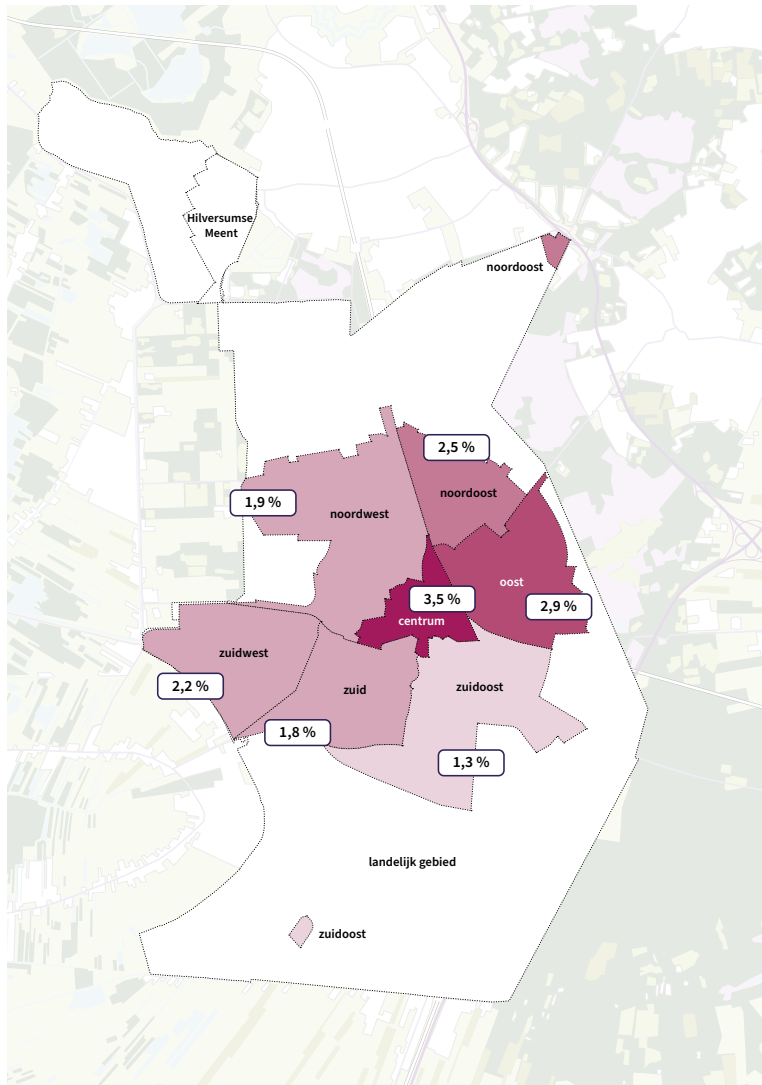 Hilversumse
Meent
noordoost
2,5 %
noordoost
1,9 %
noordwest
oost
3,5 %
2,9 %
centrum
zuidwest
2,2 %
zuid
zuidoost
1,8 %
1,3 %
landelijk gebied
zuidoost